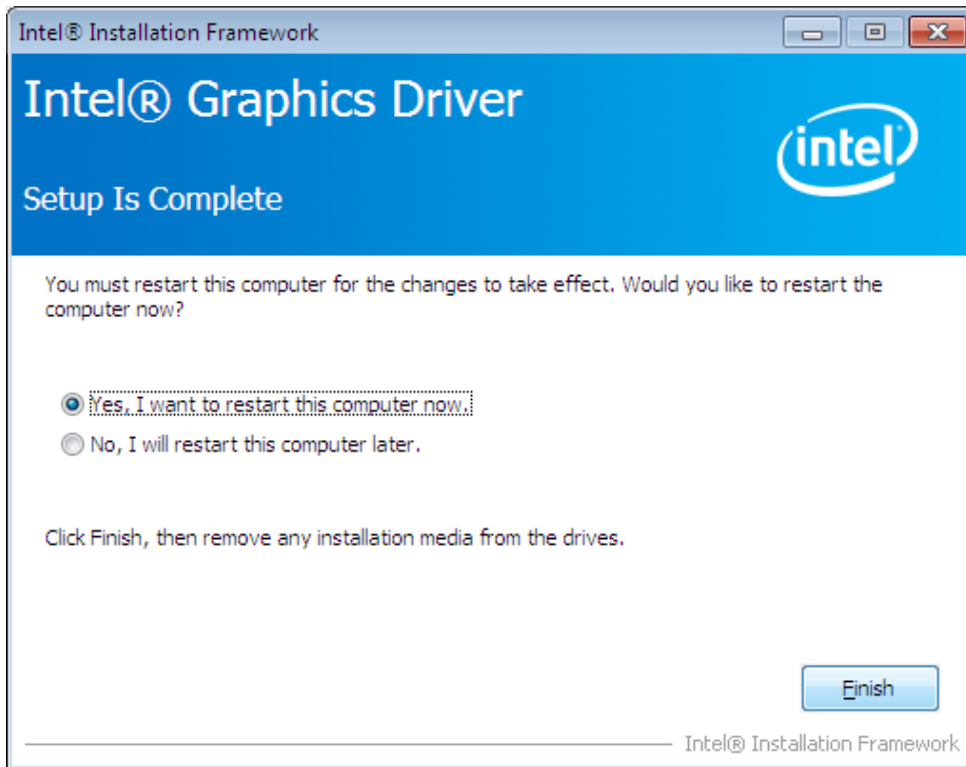 Intel® Installation Framework
Intel® Graphics Driver
intel
Setup Is Complete
You must restart this computer for the changes to take effect. Would you like to restart the
computer now?
Yes, I want to restart this computer now.
No, I will restart this computer later.
Click Finish, then remove any installation media from the drives.
Finish
Intel® Installation Framework